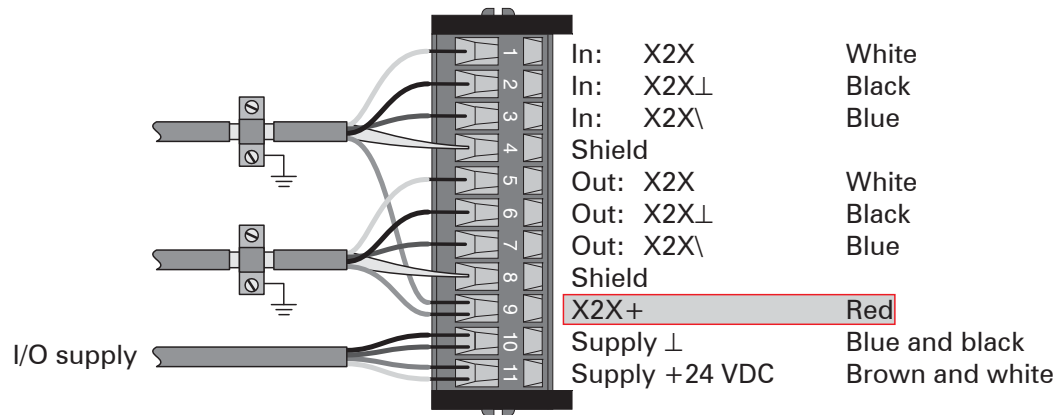 1 In: X2X White
2 In: X2X⊥ Black
3 In: X2X\ Blue
4 Shield
5 Out: X2X White
6 Out: X2X⊥ Black
7 Out: X2X\ Blue
8 Shield
9 X2X+ Red
10 Supply ⊥ Blue and black
I/O supply
11 Supply +24 VDC Brown and white